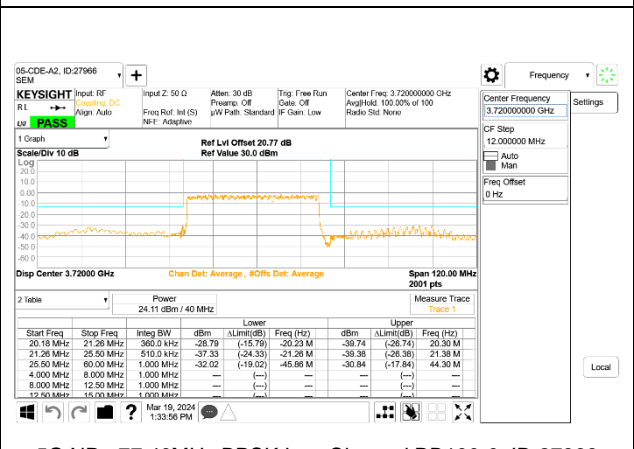 05-CDE-A2, ID:27966
SEM
Frequency
KEYSIGHT
Input: RF
Coupling: DC
Align: Auto
Input Z: 50 Ω
Freq Ref: Int (S)
NFE: Adaptive
Atten: 30 dB
Preamp: Off
µW Path: Standard
Trig: Free Run
Gate: Off
IF Gain: Low
Center Freq: 3.720000000 GHz
Avg|Hold: 100.00% of 100
Radio Std: None
R L
PASS
Center Frequency
3.720000000 GHz
Settings
CF Step
12.000000 MHz
Auto
Man
Freq Offset
0 Hz
1 Graph
Scale/Div 10 dB
Ref Lvl Offset 20.77 dB
Ref Value 30.0 dBm
Log
20.0
10.0
0.00
-10.0
-20.0
-30.0
-40.0
-50.0
-60.0
Disp Center 3.72000 GHz
Chan Det: Average , #Offs Det: Average
Span 120.00 MHz
2001 pts
2 Table
Power
24.11 dBm / 40 MHz
Measure Trace
Trace 1
Lower Upper
Start Freq Stop Freq Integ BW dBm ΔLimit(dB) Freq (Hz) dBm ΔLimit(dB) Freq (Hz)
20.18 MHz 21.26 MHz 360.0 kHz -28.79 (-15.79) -20.23 M -39.74 (-26.74) 20.30 M
21.26 MHz 25.50 MHz 510.0 kHz -37.33 (-24.33) -21.26 M -39.38 (-26.38) 21.38 M
25.50 MHz 60.00 MHz 1.000 MHz -32.02 (-19.02) -45.86 M -30.84 (-17.84) 44.30 M
4.000 MHz 8.000 MHz 1.000 MHz --- (---) --- --- (---) ---
8.000 MHz 12.50 MHz 1.000 MHz --- (---) --- --- (---) ---
12.50 MHz 15.00 MHz 1.000 MHz --- (---) --- --- (---) ---
Local
Mar 19, 2024
1:33:56 PM